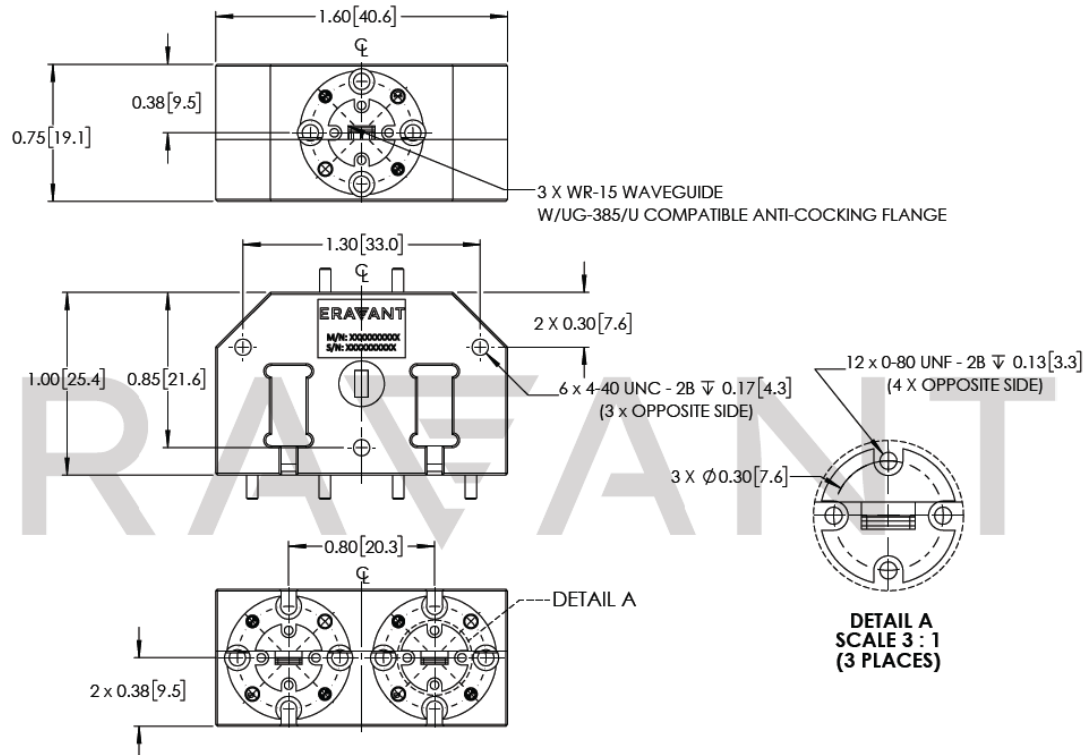 1.60[40.6]
℄
0.38[9.5]
0.75[19.1]
3 X WR-15 WAVEGUIDE
W/UG-385/U COMPATIBLE ANTI-COCKING FLANGE
1.30[33.0]
℄
ERAVANT
M/N: XXXXXXXXXX
S/N: XXXXXXXXXX
2 X 0.30[7.6]
1.00[25.4]
0.85[21.6]
6 x 4-40 UNC - 2B ↧ 0.17[4.3]
(3 x OPPOSITE SIDE)
12 x 0-80 UNF - 2B ↧ 0.13[3.3]
(4 X OPPOSITE SIDE)
3 X ∅0.30[7.6]
RAVANT
0.80[20.3]
℄
DETAIL A
2 x 0.38[9.5]
DETAIL A
SCALE 3 : 1
(3 PLACES)